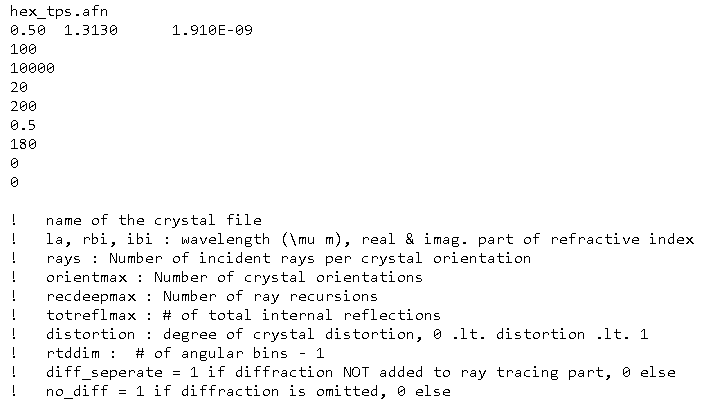 hex_tps.afn
0.50 1.3130 1.910E-09
100
10000
20
200
0.5
180
0
0
! name of the crystal file
! la, rbi, ibi : wavelength (\mu m), real & imag. part of refractive index
! rays : Number of incident rays per crystal orientation
! orientmax : Number of crystal orientations
! recdeepmax : Number of ray recursions
! totreflmax : # of total internal reflections
! distortion : degree of crystal distortion, 0 .lt. distortion .lt. 1
! rtddim : # of angular bins - 1
! diff_seperate = 1 if diffraction NOT added to ray tracing part, 0 else
! no_diff = 1 if diffraction is omitted, 0 else